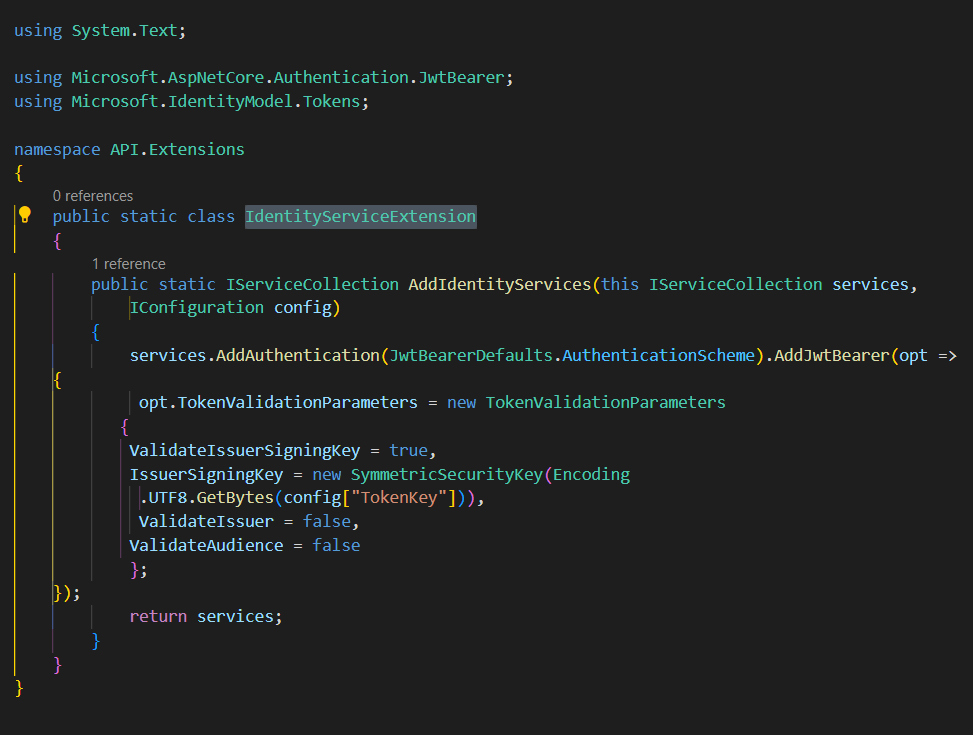 using System.Text;
using Microsoft.AspNetCore.Authentication.JwtBearer;
using Microsoft.IdentityModel.Tokens;
namespace API.Extensions
{
0 references
public static class IdentityServiceExtension
{
1 reference
public static IServiceCollection AddIdentityServices(this IServiceCollection services,
IConfiguration config)
{
services.AddAuthentication(JwtBearerDefaults.AuthenticationScheme).AddJwtBearer(opt =>
{
opt.TokenValidationParameters = new TokenValidationParameters
{
ValidateIssuerSigningKey = true,
IssuerSigningKey = new SymmetricSecurityKey(Encoding
.UTF8.GetBytes(config["TokenKey"])),
ValidateIssuer = false,
ValidateAudience = false
};
});
return services;
}
}
}